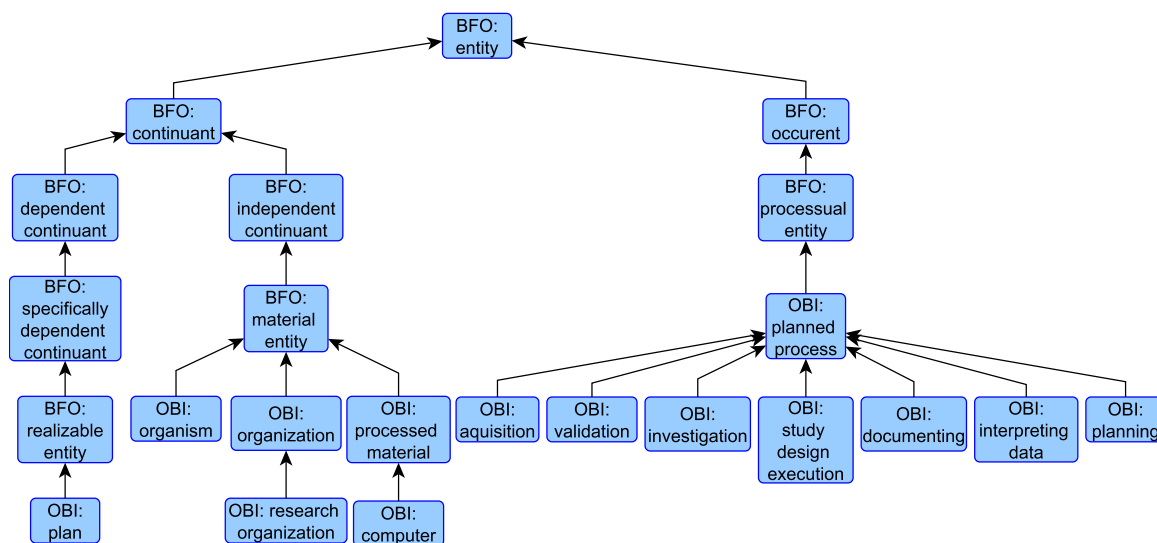 BFO:
entity
BFO:
continuant
BFO:
occurent
BFO:
dependent
continuant
BFO:
independent
continuant
BFO:
processual
entity
BFO:
specifically
dependent
continuant
BFO:
material
entity
OBI:
planned
process
BFO:
realizable
entity
OBI:
organism
OBI:
organization
OBI:
processed
material
OBI:
aquisition
OBI:
validation
OBI:
investigation
OBI:
study
design
execution
OBI:
documenting
OBI:
interpreting
data
OBI:
planning
OBI:
plan
OBI: research
organization
OBI:
computer